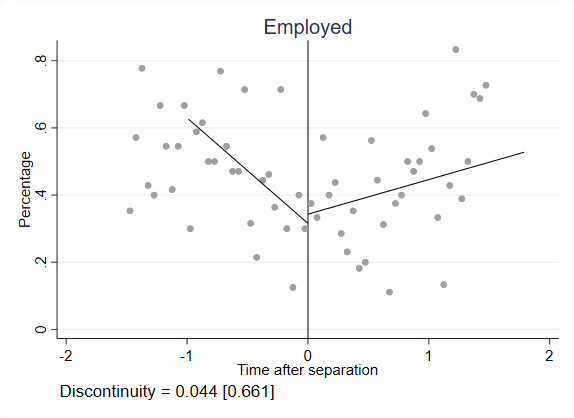 Employed
Percentage
.8
.6
.4
.2
0
-2 -1 0 1 2
Time after separation
Discontinuity = 0.044 [0.661]